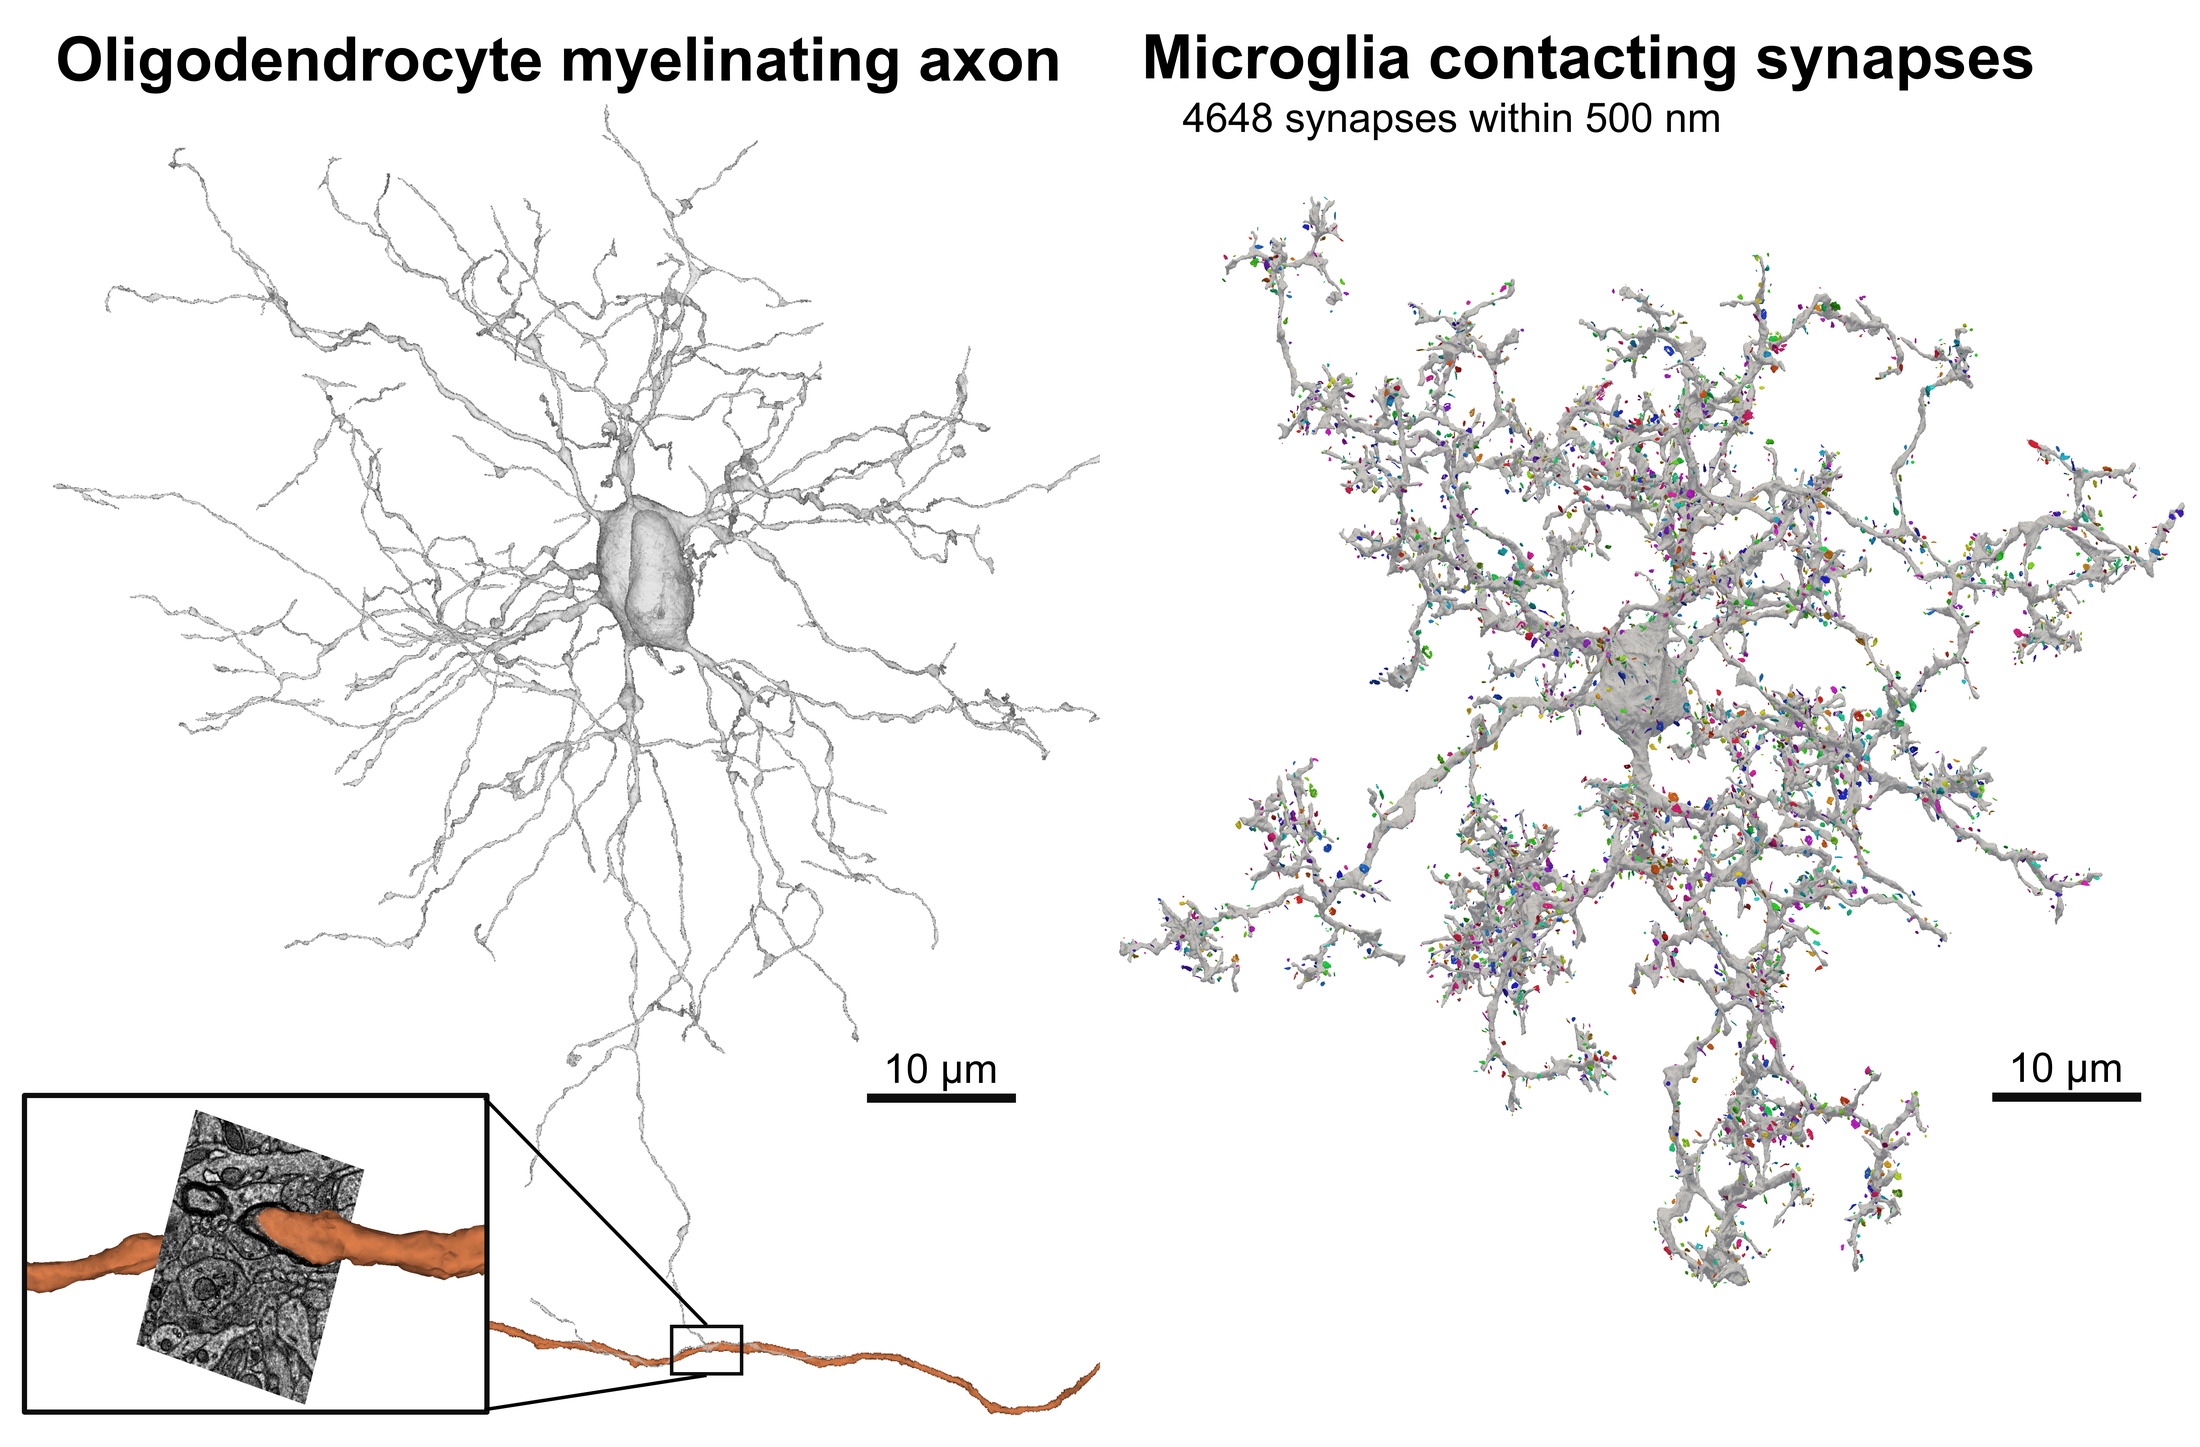 Oligodendrocyte myelinating axon
Microglia contacting synapses
4648 synapses within 500 nm
10 µm
10 µm